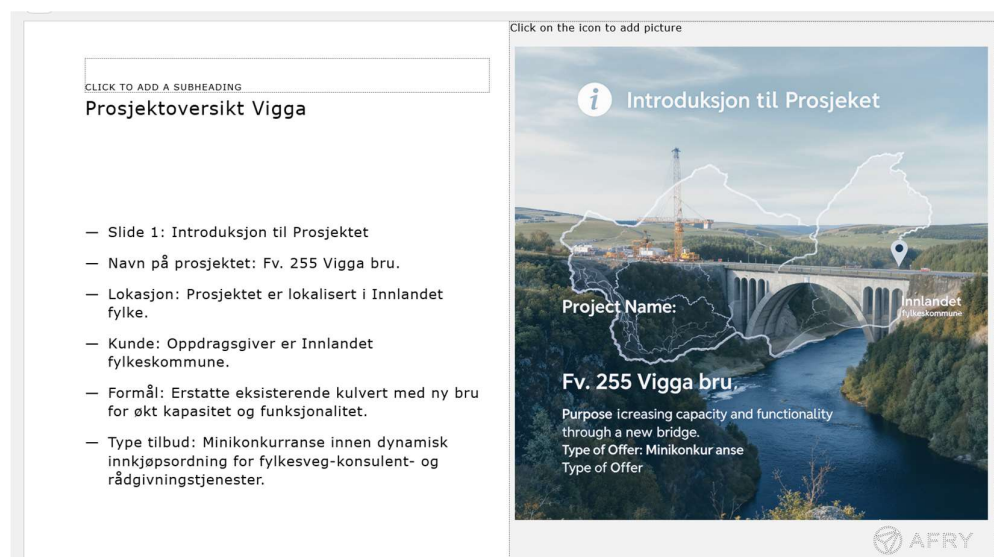 Click on the icon to add picture
CLICK TO ADD A SUBHEADING
Prosjektoversikt Vigga
— Slide 1: Introduksjon til Prosjektet
— Navn på prosjektet: Fv. 255 Vigga bru.
— Lokasjon: Prosjektet er lokalisert i Innlandet
fylke.
— Kunde: Oppdragsgiver er Innlandet
fylkeskommune.
— Formål: Erstatte eksisterende kulvert med ny bru
for økt kapasitet og funksjonalitet.
— Type tilbud: Minikonkurranse innen dynamisk
innkjøpsordning for fylkesveg-konsulent- og
rådgivningstjenester.
i Introduksjon til Prosjeket
Innlandet
fylkeskommune
Project Name:
Fv. 255 Vigga bru.
Purpose icreasing capacity and functionality
through a new bridge.
Type of Offer: Minikonkur anse
Type of Offer
AFRY